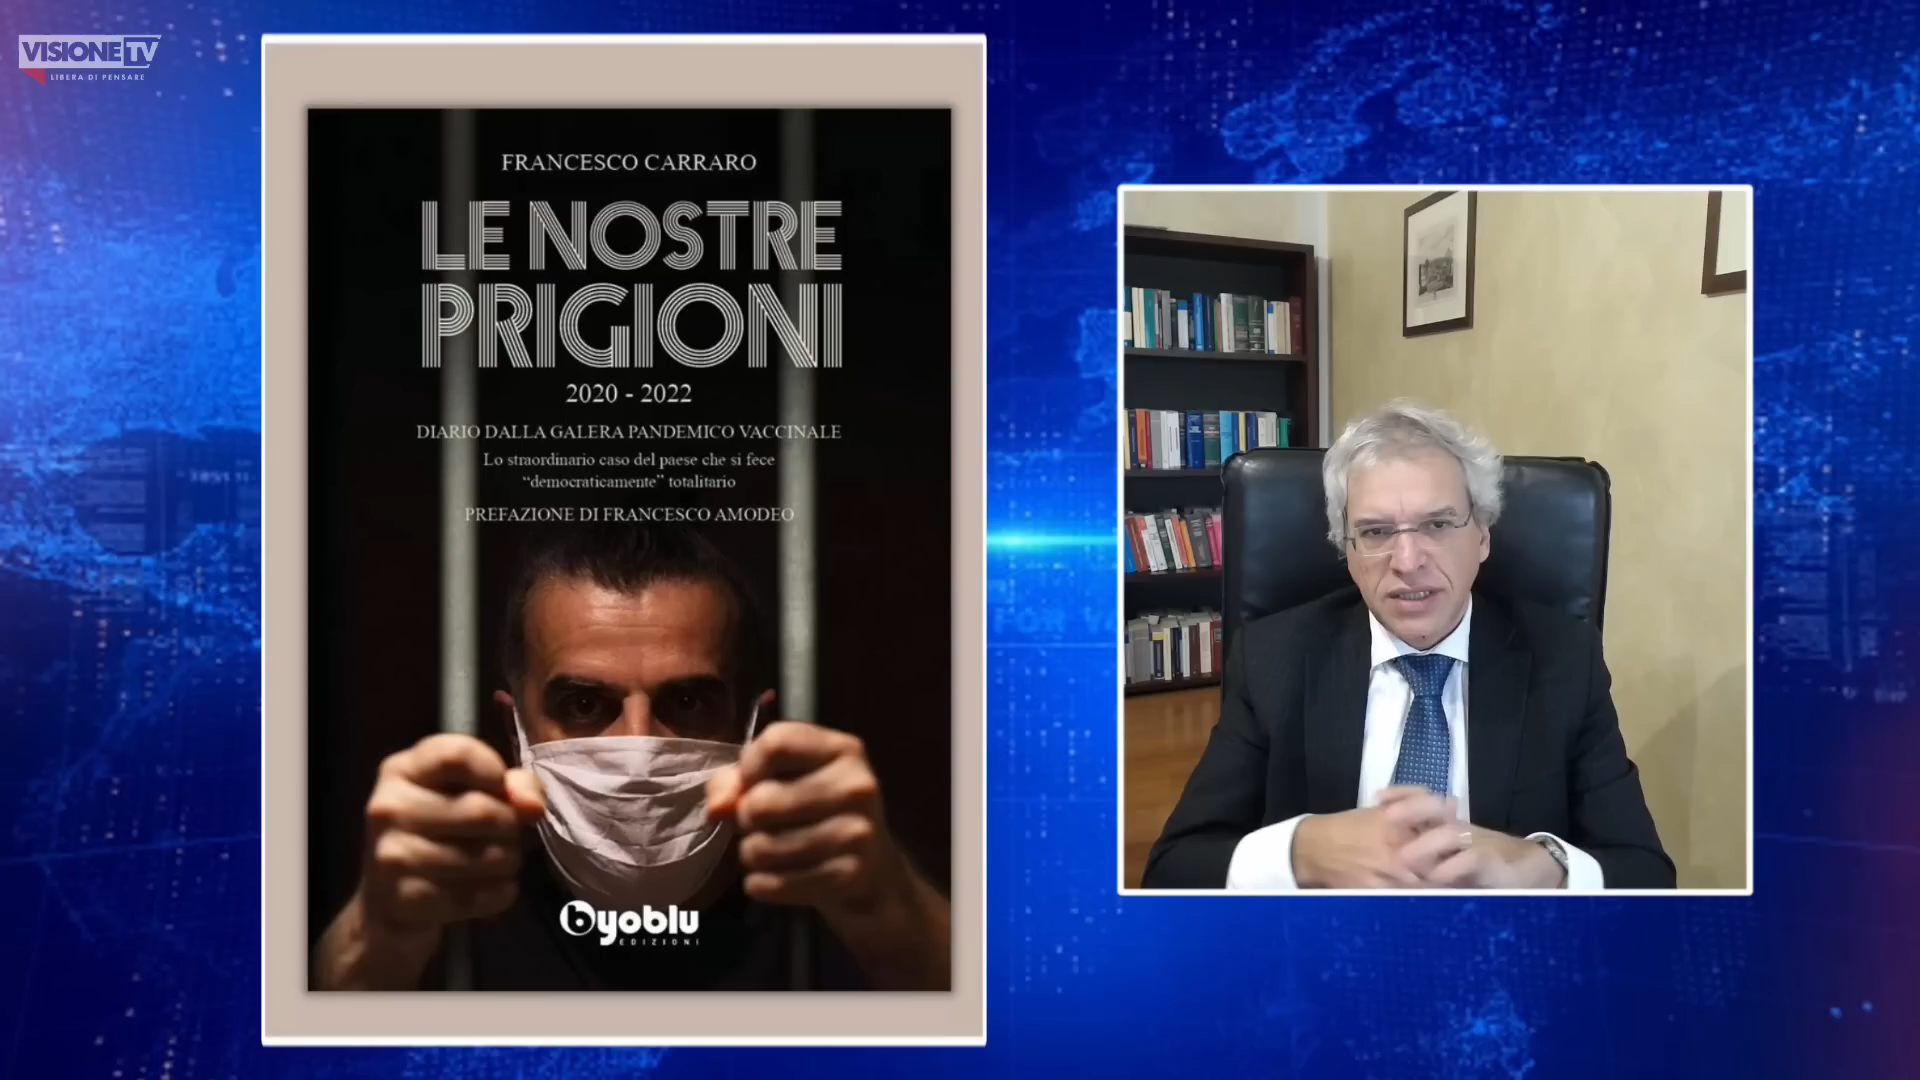 VISIONE TV
LIBERA DI PENSARE
FRANCESCO CARRARO
LE NOSTRE
PRIGIONI
2020 - 2022
DIARIO DALLA GALERA PANDEMICO VACCINALE
Lo straordinario caso del paese che si fece
“democraticamente” totalitario
PREFAZIONE DI FRANCESCO AMODEO
byoblu
EDIZIONI